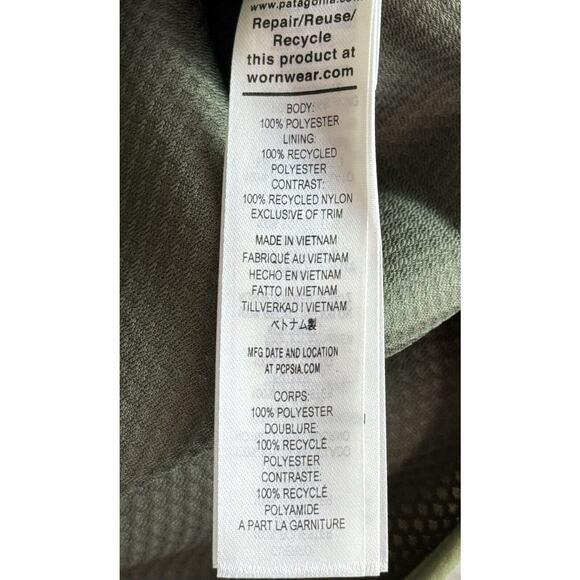 www.patagonia.com
Repair/Reuse/
Recycle
this product at
wornwear.com
BODY:
100% POLYESTER
LINING:
100% RECYCLED
POLYESTER
CONTRAST:
100% RECYCLED NYLON
EXCLUSIVE OF TRIM
MADE IN VIETNAM
FABRIQUÉ AU VIETNAM
HECHO EN VIETNAM
FATTO IN VIETNAM
TILLVERKAD I VIETNAM
ベトナム製
MFG DATE AND LOCATION
AT PCPSIA.COM
CORPS:
100% POLYESTER
DOUBLURE:
100% RECYCLÉ
POLYESTER
CONTRASTE:
100% RECYCLÉ
POLYAMIDE
A PART LA GARNITURE